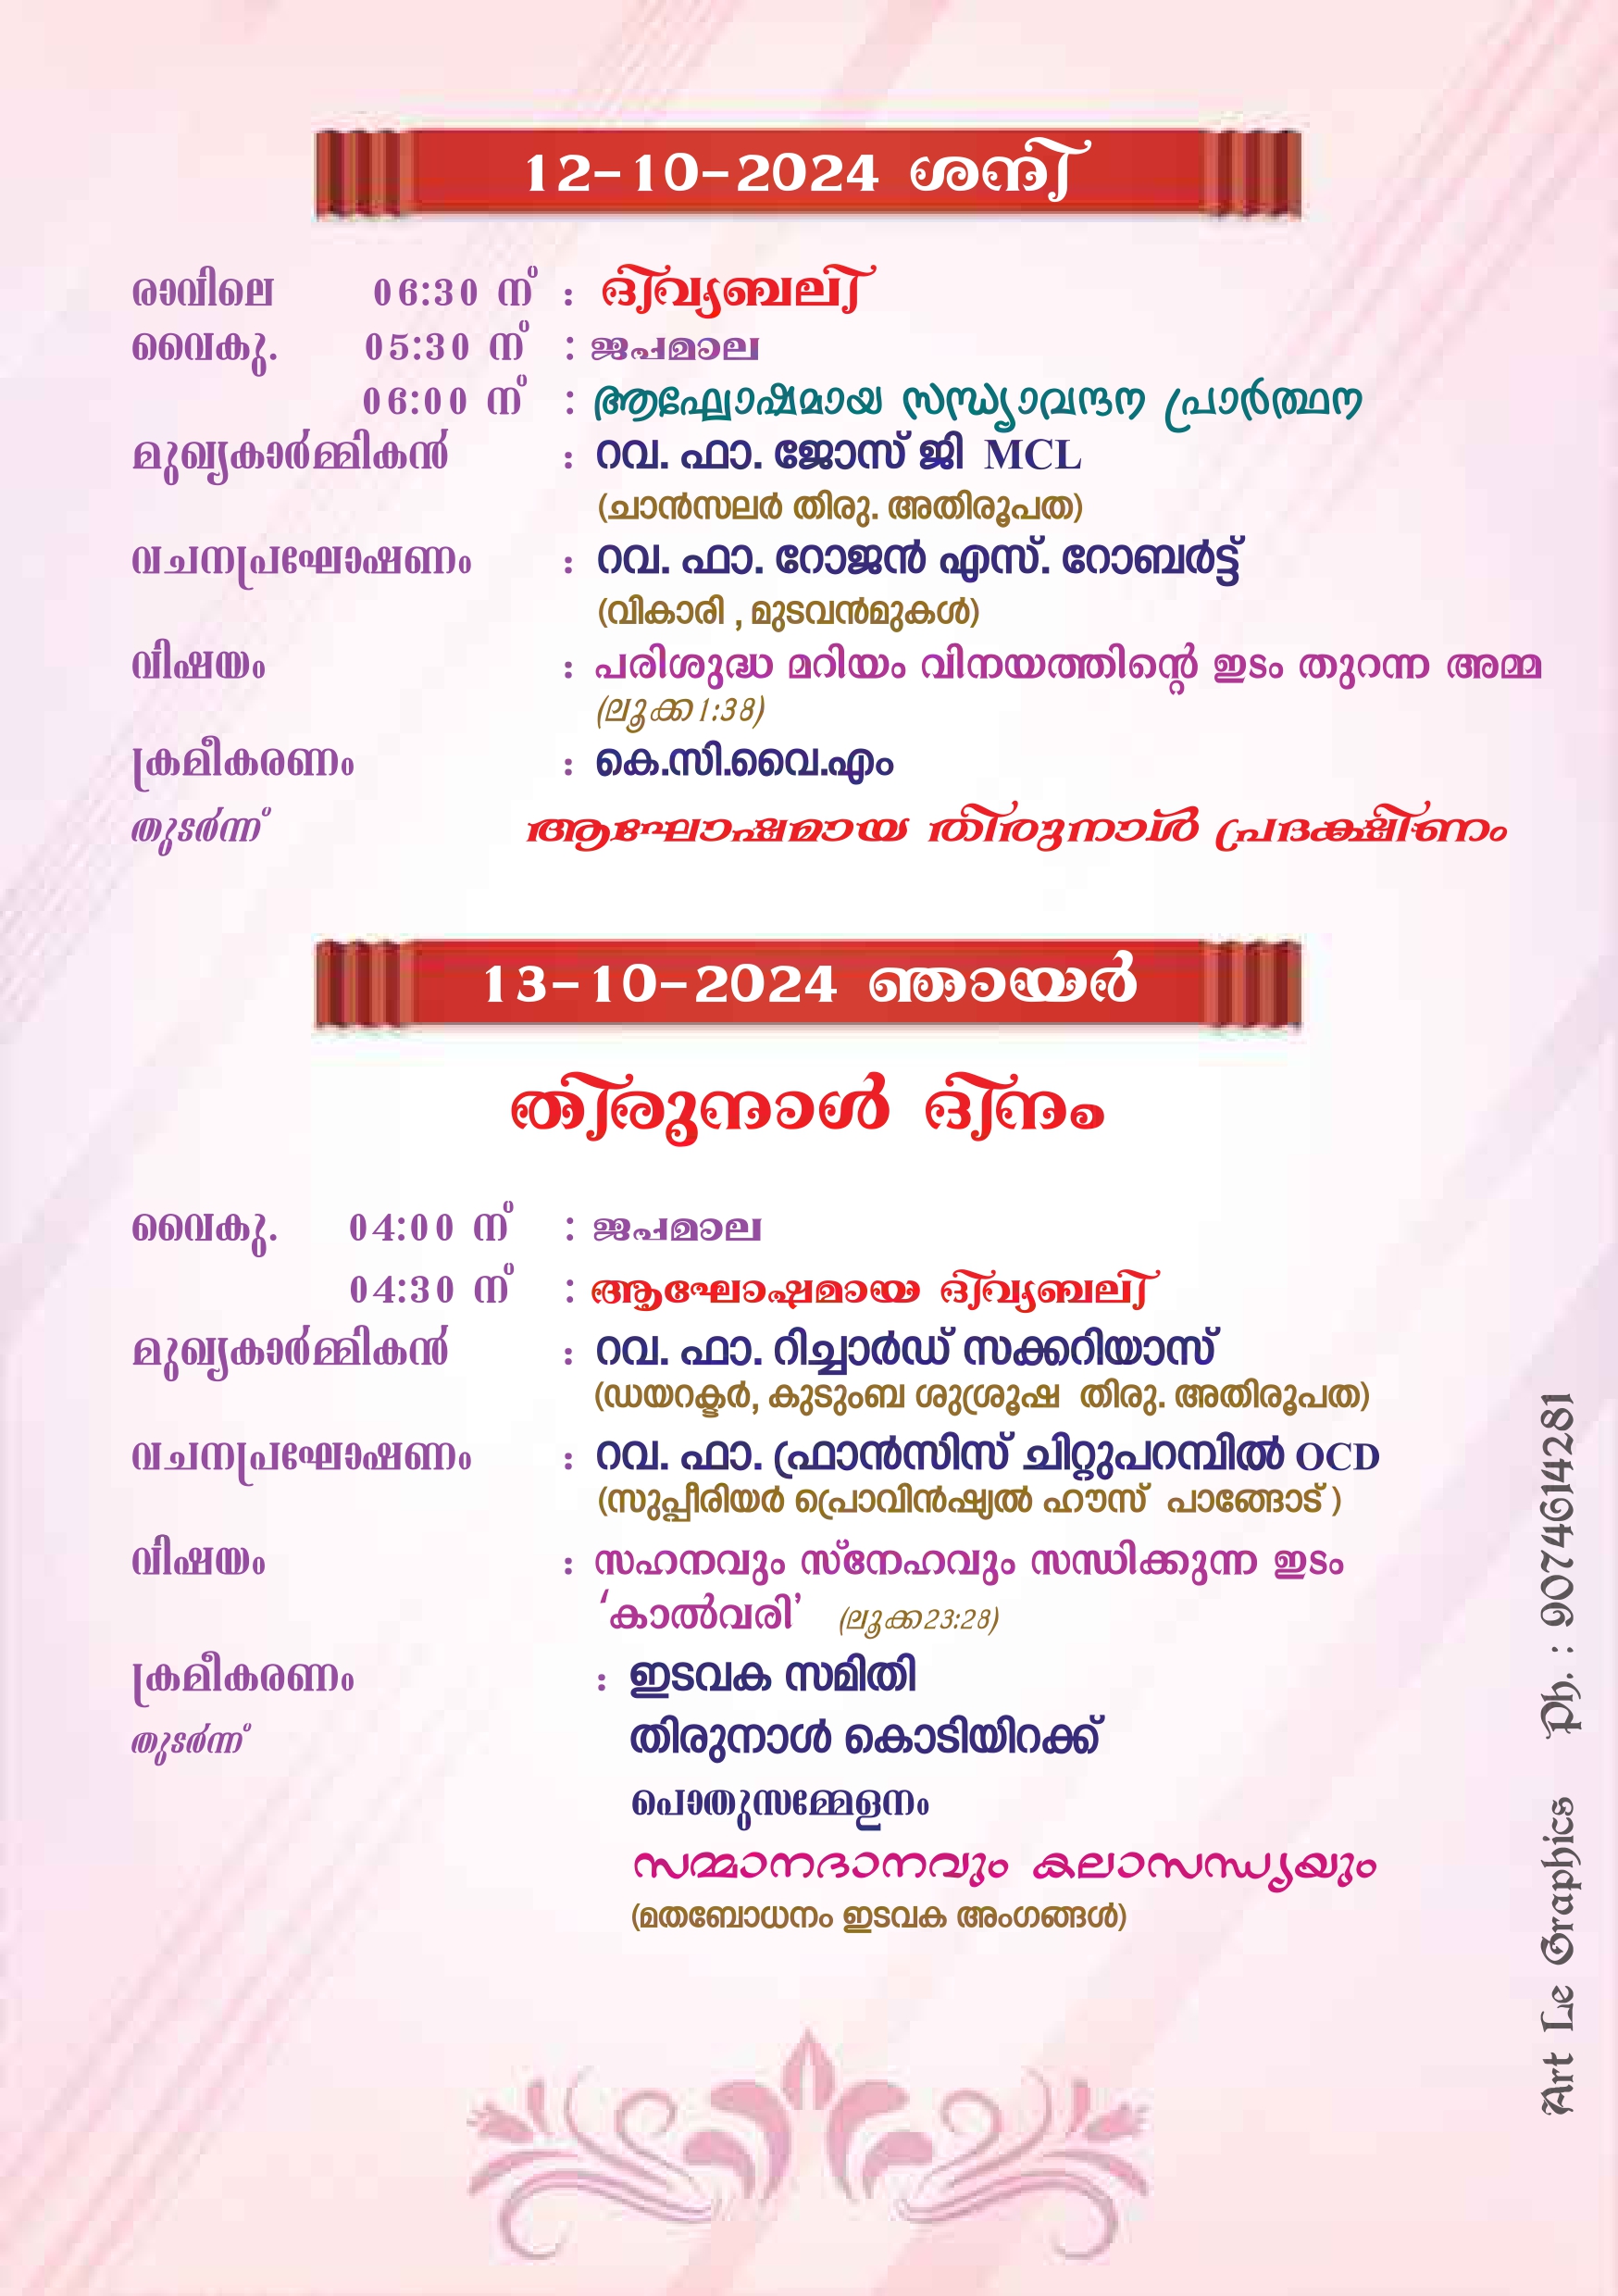 12-10-2024 ശനി
രാവിലെ 06:30 ന് : ദിവ്യബലി
വൈകു. 05:30 ന് : ജപമാല
06:00 ന് : ആഘോഷമായ സന്ധ്യാവന്ദന പ്രാർത്ഥന
മുഖ്യകാർമ്മികൻ : റവ. ഫാ. ജോസ് ജി MCL
(ചാൻസലർ തിരു. അതിരൂപത)
വചനപ്രഘോഷണം : റവ. ഫാ. റോജൻ എസ്. റോബർട്ട്
(വികാരി , മുടവൻമുകൾ)
വിഷയം : പരിശുദ്ധ മറിയം വിനയത്തിന്റെ ഇടം തുറന്ന അമ്മ
(ലൂക്ക 1:38)
ക്രമീകരണം : കെ.സി.വൈ.എം
തുടർന്ന് ആഘോഷമായ തിരുനാൾ പ്രദക്ഷിണം
13-10-2024 ഞായർ
തിരുനാൾ ദിനം
വൈകു. 04:00 ന് : ജപമാല
04:30 ന് : ആഘോഷമായ ദിവ്യബലി
മുഖ്യകാർമ്മികൻ : റവ. ഫാ. റിച്ചാർഡ് സക്കറിയാസ്
(ഡയറക്ടർ, കുടുംബ ശുശ്രൂഷ തിരു. അതിരൂപത)
വചനപ്രഘോഷണം : റവ. ഫാ. ഫ്രാൻസിസ് ചിറ്റുപറമ്പിൽ OCD
(സുപ്പീരിയർ പ്രൊവിൻഷ്യൽ ഹൗസ് പാങ്ങോട് )
വിഷയം : സഹനവും സ്നേഹവും സന്ധിക്കുന്ന ഇടം
‘കാൽവരി’ (ലൂക്ക 23:28)
ക്രമീകരണം : ഇടവക സമിതി
തുടർന്ന് തിരുനാൾ കൊടിയിറക്ക്
പൊതുസമ്മേളനം
സമ്മാനദാനവും കലാസന്ധ്യയും
(മതബോധനം ഇടവക അംഗങ്ങൾ)
Art Le Graphics Ph. : 9074614281